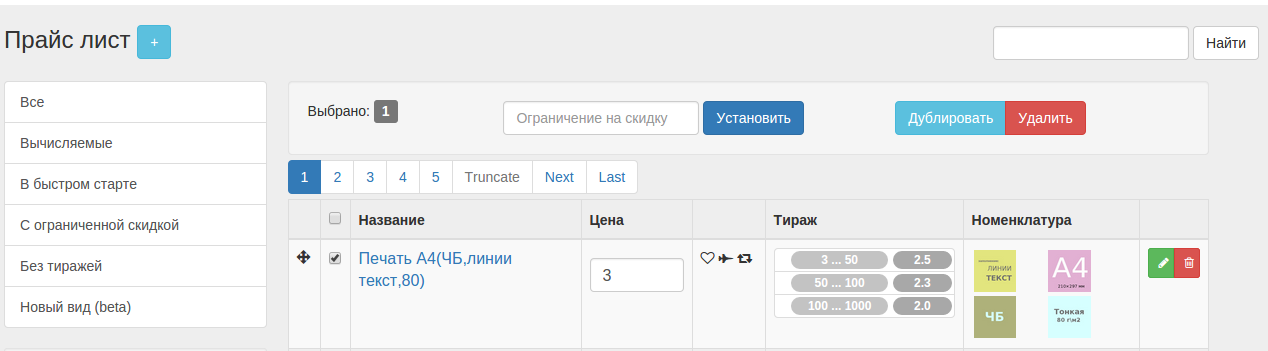 Прайс лист +
Найти
Все
Вычисляемые
В быстром старте
С ограниченной скидкой
Без тиражей
Новый вид (beta)
Выбрано: 1
Ограничение на скидку Установить
Дублировать Удалить
1 2 3 4 5 Truncate Next Last
Название Цена Тираж Номенклатура
Печать А4(ЧБ,линии
текст,80)
3
3 ... 50 2.5
50 ... 100 2.3
100 ... 1000 2.0
ЛИНИИ
ТЕКСТ
А4
210×297 мм
ЧБ
Тонкая
80 г\м2